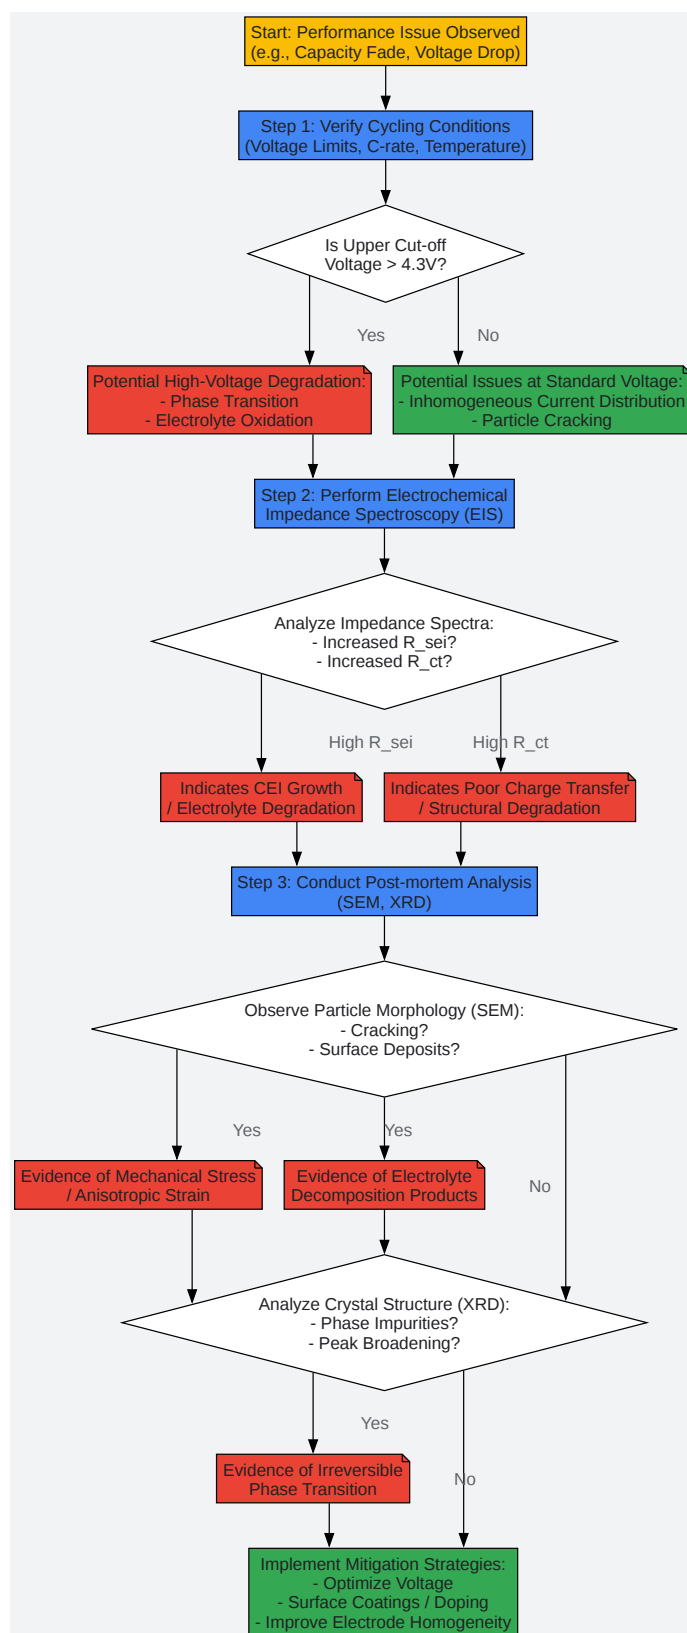 Start: Performance Issue Observed
(e.g., Capacity Fade, Voltage Drop)
Step 1: Verify Cycling Conditions
(Voltage Limits, C-rate, Temperature)
Is Upper Cut-off
Voltage > 4.3V?
Yes
No
Potential High-Voltage Degradation:
- Phase Transition
- Electrolyte Oxidation
Potential Issues at Standard Voltage:
- Inhomogeneous Current Distribution
- Particle Cracking
Step 2: Perform Electrochemical
Impedance Spectroscopy (EIS)
Analyze Impedance Spectra:
- Increased R_sei?
- Increased R_ct?
High R_sei
High R_ct
Indicates CEI Growth
/ Electrolyte Degradation
Indicates Poor Charge Transfer
/ Structural Degradation
Step 3: Conduct Post-mortem Analysis
(SEM, XRD)
Observe Particle Morphology (SEM):
- Cracking?
- Surface Deposits?
Yes
Yes
No
Evidence of Mechanical Stress
/ Anisotropic Strain
Evidence of Electrolyte
Decomposition Products
Analyze Crystal Structure (XRD):
- Phase Impurities?
- Peak Broadening?
Yes
No
Evidence of Irreversible
Phase Transition
Implement Mitigation Strategies:
- Optimize Voltage
- Surface Coatings / Doping
- Improve Electrode Homogeneity